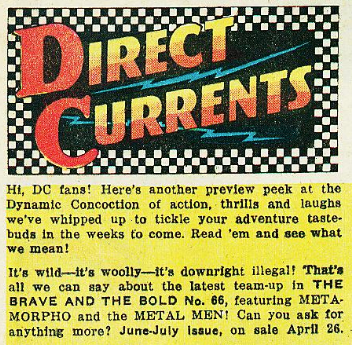 DIRECT
CURRENTS
Hi, DC fans! Here's another preview peek at the
Dynamic Concoction of action, thrills and laughs
we've whipped up to tickle your adventure taste-
buds in the weeks to come. Read 'em and see what
we mean!
It's wild—it's woolly—it's downright illegal! That's
all we can say about the latest team-up in THE
BRAVE AND THE BOLD No. 66, featuring META-
MORPHO and the METAL MEN! Can you ask for
anything more? June-July Issue, on sale April 26.